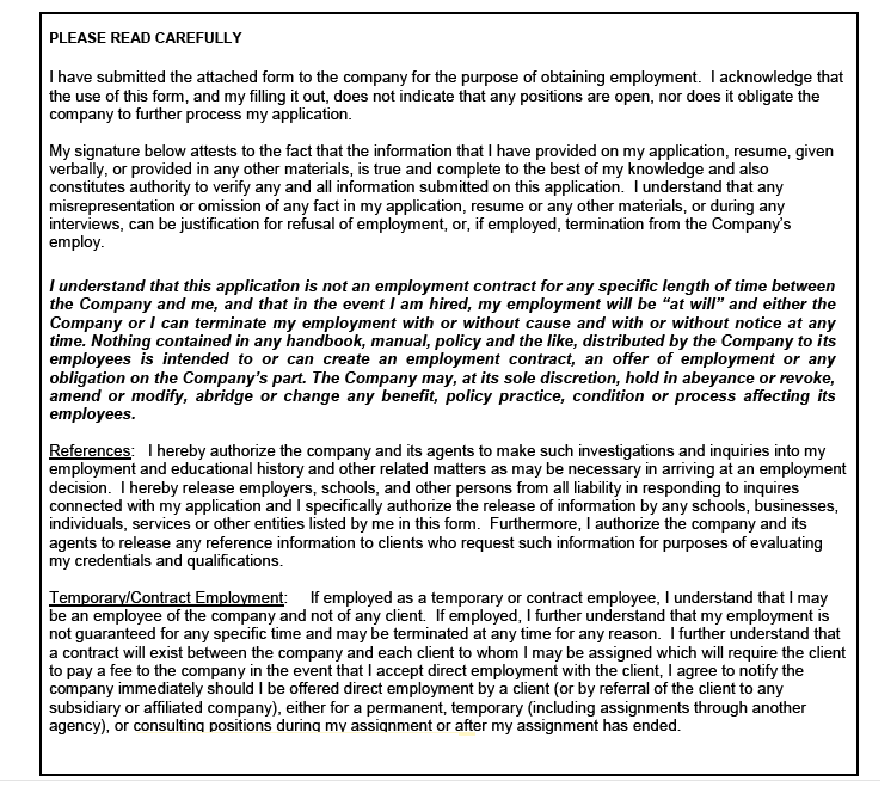 PLEASE READ CAREFULLY
I have submitted the attached form to the company for the purpose of obtaining employment.  I acknowledge that
the use of this form, and my filling it out, does not indicate that any positions are open, nor does it obligate the
company to further process my application.
My signature below attests to the fact that the information that I have provided on my application, resume, given
verbally, or provided in any other materials, is true and complete to the best of my knowledge and also
constitutes authority to verify any and all information submitted on this application.  I understand that any
misrepresentation or omission of any fact in my application, resume or any other materials, or during any
interviews, can be justification for refusal of employment, or, if employed, termination from the Company's
employ.
I understand that this application is not an employment contract for any specific length of time between
the Company and me, and that in the event I am hired, my employment will be “at will” and either the
Company or I can terminate my employment with or without cause and with or without notice at any
time. Nothing contained in any handbook, manual, policy and the like, distributed by the Company to its
employees is intended to or can create an employment contract, an offer of employment or any
obligation on the Company's part. The Company may, at its sole discretion, hold in abeyance or revoke,
amend or modify, abridge or change any benefit, policy practice, condition or process affecting its
employees.
References:  I hereby authorize the company and its agents to make such investigations and inquiries into my
employment and educational history and other related matters as may be necessary in arriving at an employment
decision.  I hereby release employers, schools, and other persons from all liability in responding to inquires
connected with my application and I specifically authorize the release of information by any schools, businesses,
individuals, services or other entities listed by me in this form.  Furthermore, I authorize the company and its
agents to release any reference information to clients who request such information for purposes of evaluating
my credentials and qualifications.
Temporary/Contract Employment:   If employed as a temporary or contract employee, I understand that I may
be an employee of the company and not of any client.  If employed, I further understand that my employment is
not guaranteed for any specific time and may be terminated at any time for any reason.  I further understand that
a contract will exist between the company and each client to whom I may be assigned which will require the client
to pay a fee to the company in the event that I accept direct employment with the client, I agree to notify the
company immediately should I be offered direct employment by a client (or by referral of the client to any
subsidiary or affiliated company), either for a permanent, temporary (including assignments through another
agency), or consulting positions during my assignment or after my assignment has ended.